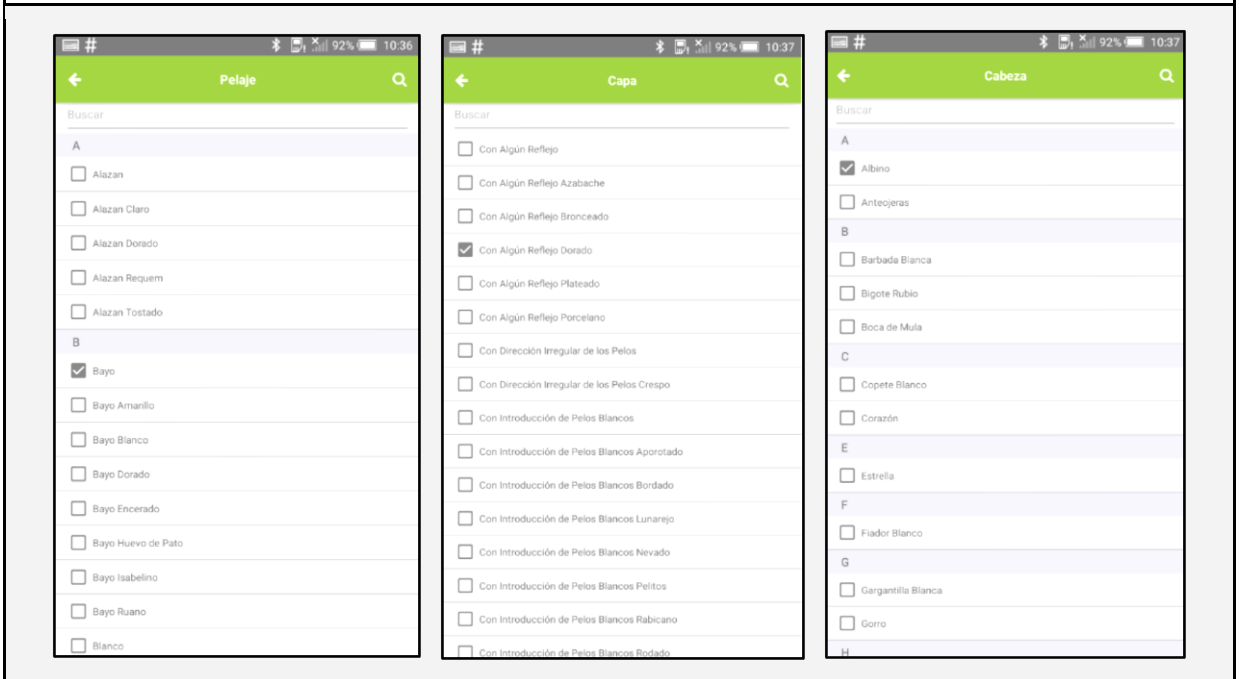 # 92% 10:36
Pelaje
Buscar
A
Alazan
Alazan Claro
Alazan Dorado
Alazan Requem
Alazan Tostado
B
Bayo
Bayo Amarillo
Bayo Blanco
Bayo Dorado
Bayo Encerado
Bayo Huevo de Pato
Bayo Isabelino
Bayo Ruano
Blanco
# 92% 10:37
Capa
Buscar
Con Algún Reflejo
Con Algún Reflejo Azabache
Con Algún Reflejo Bronceado
Con Algún Reflejo Dorado
Con Algún Reflejo Plateado
Con Algún Reflejo Porcelano
Con Dirección Irregular de los Pelos
Con Dirección Irregular de los Pelos Crespo
Con Introducción de Pelos Blancos
Con Introducción de Pelos Blancos Aporotado
Con Introducción de Pelos Blancos Bordado
Con Introducción de Pelos Blancos Lunarejo
Con Introducción de Pelos Blancos Nevado
Con Introducción de Pelos Blancos Pelitos
Con Introducción de Pelos Blancos Rabicano
Con Introducción de Pelos Blancos Rodado
# 92% 10:37
Cabeza
Buscar
A
Albino
Anteojeras
B
Barbada Blanca
Bigote Rubio
Boca de Mula
C
Copete Blanco
Corazón
E
Estrella
F
Fiador Blanco
G
Gargantilla Blanca
Gorro
H